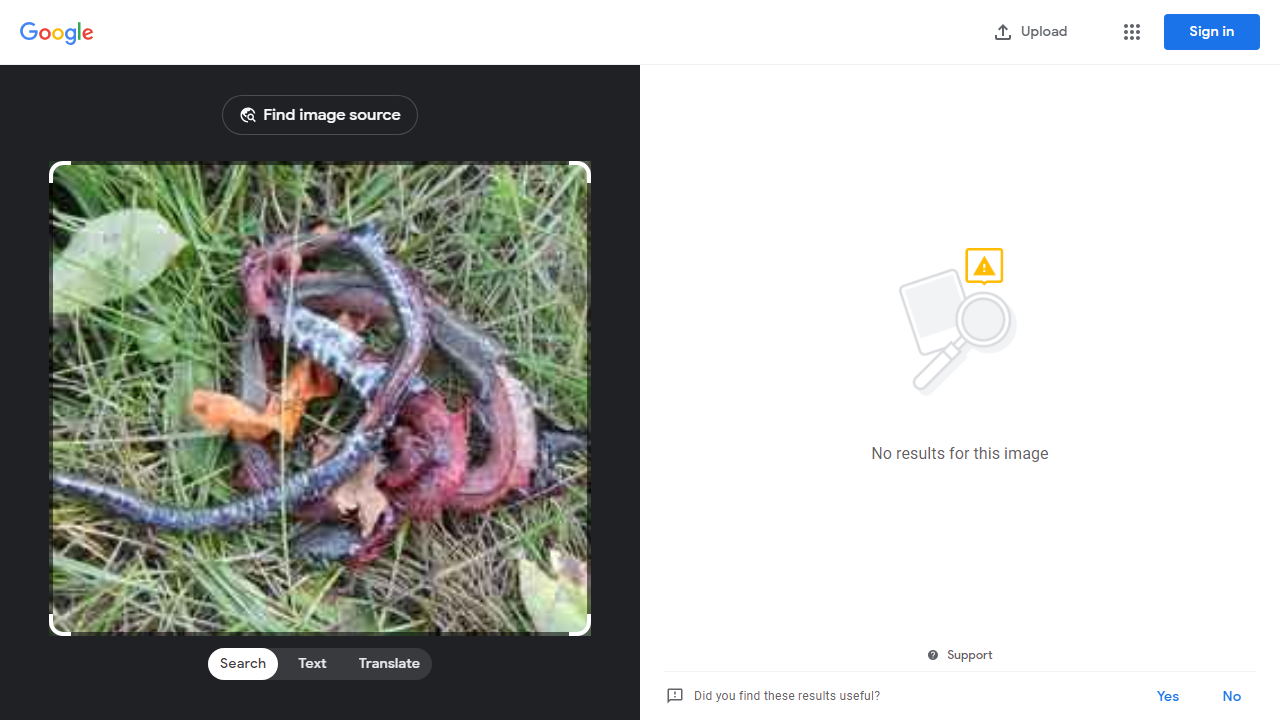 Google
Upload
Sign in
Find image source
No results for this image
Search
Text
Translate
Support
Did you find these results useful?
Yes
No